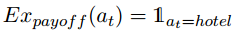 Ex_{payoff}(a_t) = 𝟙_{a_t=hotel}